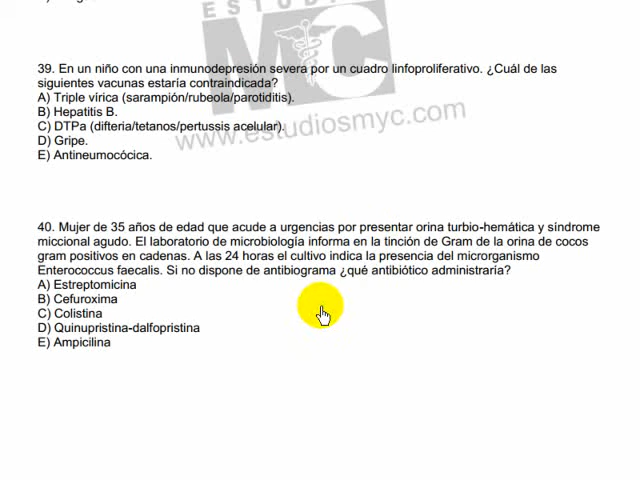 ESTUDI
MC
39. En un niño con una inmunodepresión severa por un cuadro linfoproliferativo. ¿Cuál de las
siguientes vacunas estaría contraindicada?
A) Triple vírica (sarampión/rubeola/parotiditis).
B) Hepatitis B.
C) DTPa (difteria/tetanos/pertussis acelular).
D) Gripe.
E) Antineumocócica.
www.estudiosmyc.com
40. Mujer de 35 años de edad que acude a urgencias por presentar orina turbio-hemática y síndrome
miccional agudo. El laboratorio de microbiología informa en la tinción de Gram de la orina de cocos
gram positivos en cadenas. A las 24 horas el cultivo indica la presencia del microrganismo
Enterococcus faecalis. Si no dispone de antibiograma ¿qué antibiótico administraría?
A) Estreptomicina
B) Cefuroxima
C) Colistina
D) Quinupristina-dalfopristina
E) Ampicilina